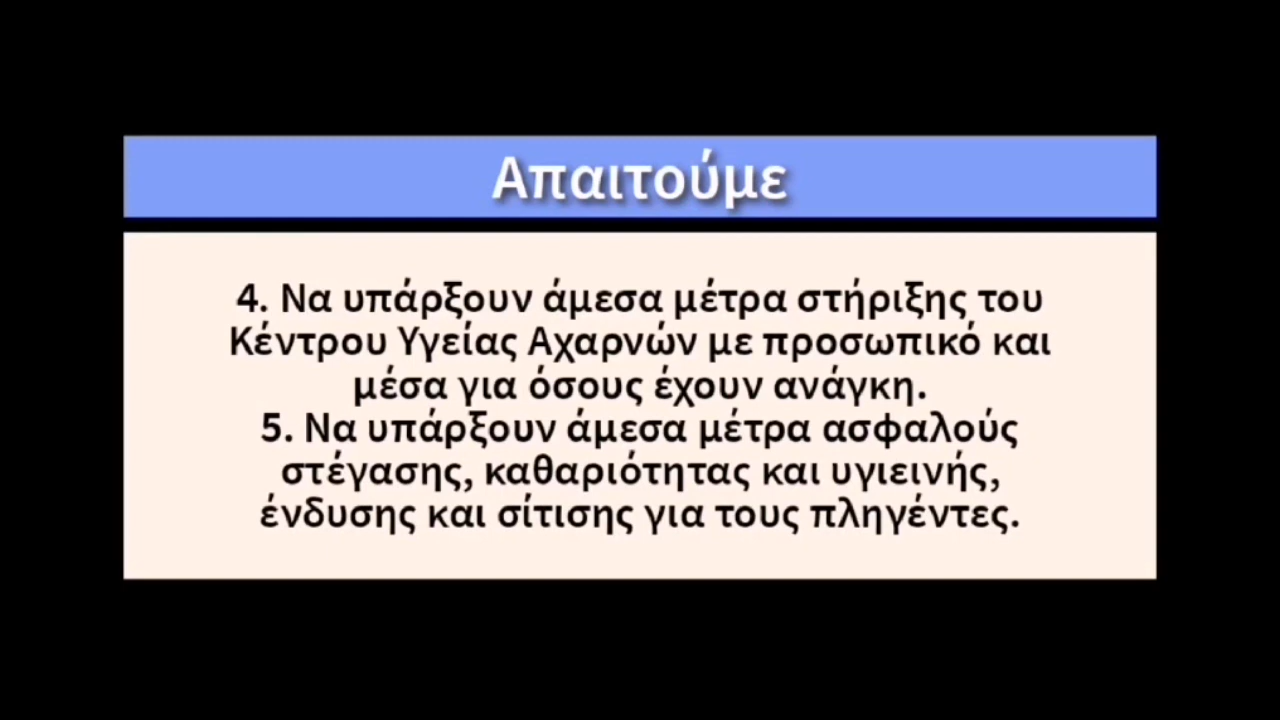 Απαιτούμε
4. Να υπάρξουν άμεσα μέτρα στήριξης του
Κέντρου Υγείας Αχαρνών με προσωπικό και
μέσα για όσους έχουν ανάγκη.
5. Να υπάρξουν άμεσα μέτρα ασφαλούς
στέγασης, καθαριότητας και υγιεινής,
ένδυσης και σίτισης για τους πληγέντες.